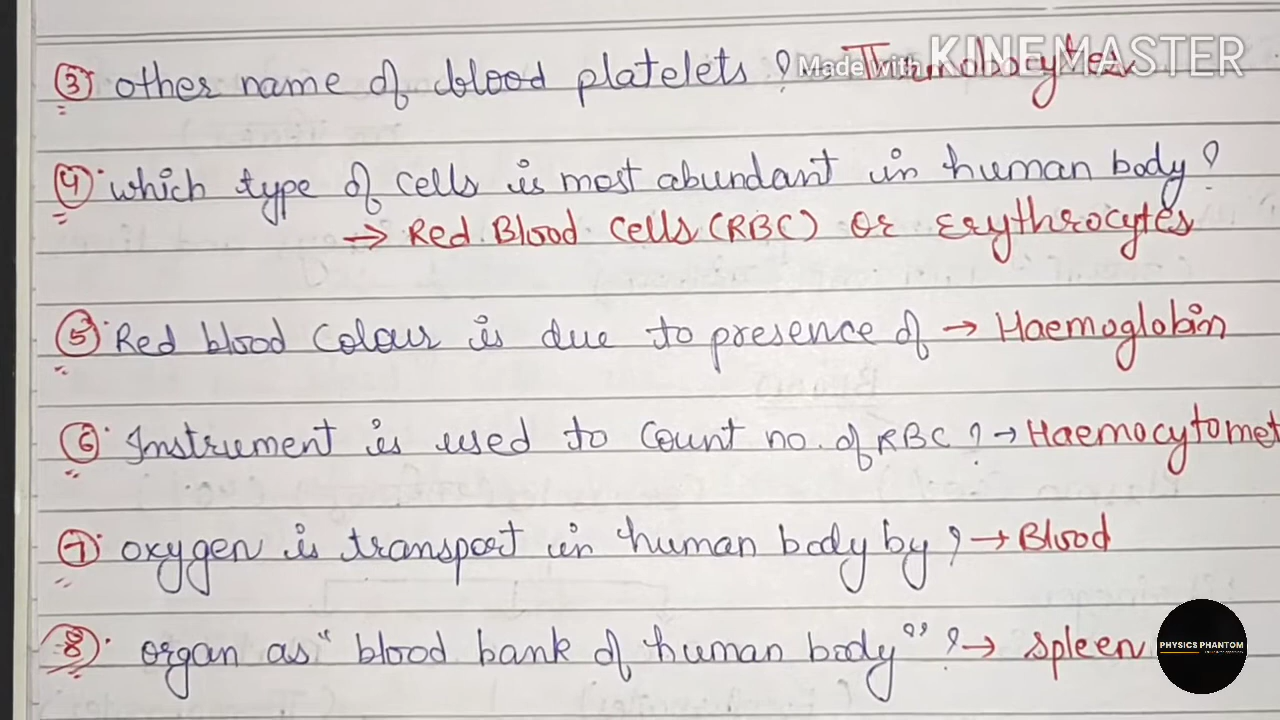 ③ other name of blood platelets ? Thrombocytes
Made With KINEMASTER
④ which type of cells is most abundant in human body ?
→ Red Blood Cells (RBC) or Erythrocytes
⑤ Red blood Colour is due to presence of → Haemoglobin
⑥ Instrument is used to Count no. of RBC ? → Haemocytomet
⑦ oxygen is transport in human body by ? → Blood
⑧ organ as " blood bank of human body " ? → Spleen
PHYSICS PHANTOM